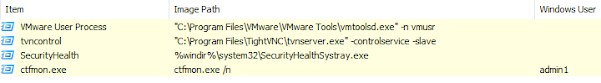 Item Image Path Windows User
VMware User Process "C:\Program Files\VMware\VMware Tools\vmtoolsd.exe" -n vmusr
tvncontrol "C:\Program Files\TightVNC\tvnserver.exe" -controlservice -slave
SecurityHealth %windir%\system32\SecurityHealthSystray.exe
ctfmon.exe ctfmon.exe /n admin1